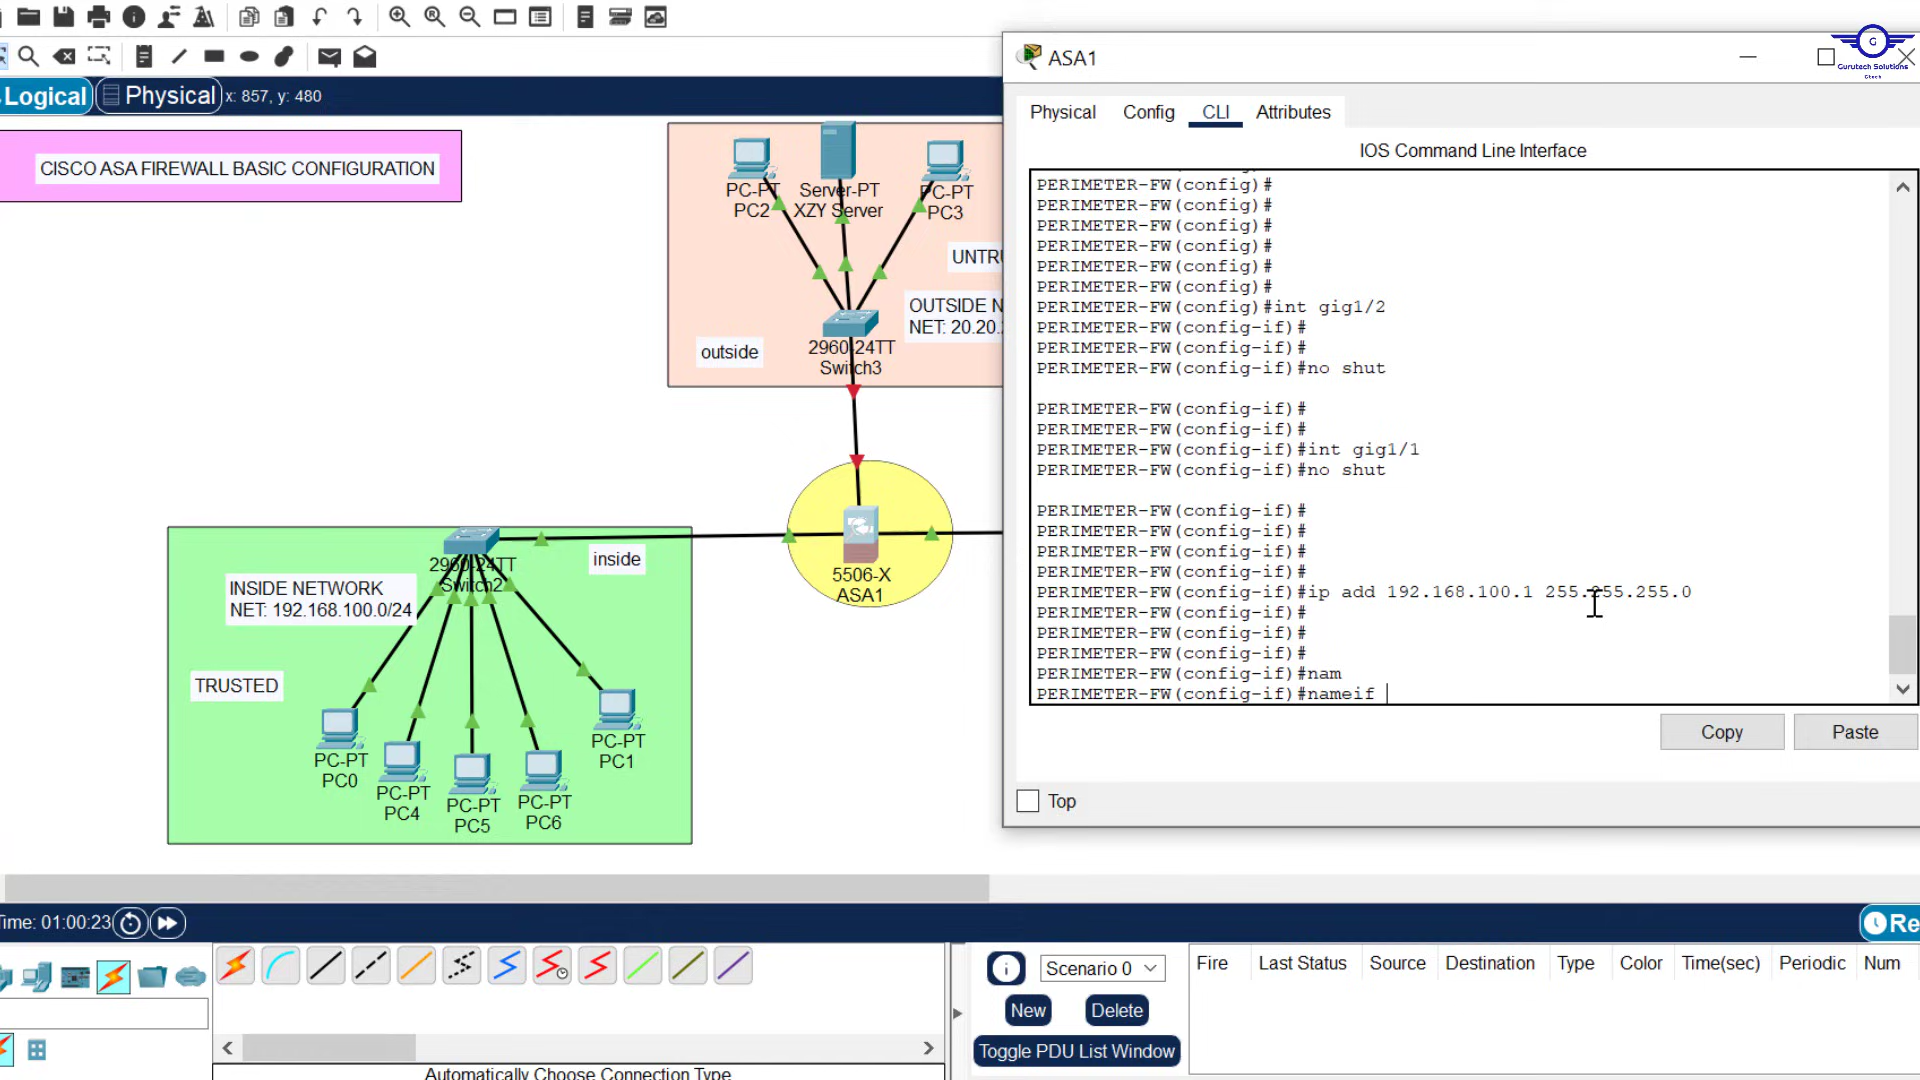 ASA1
G
Gurutech Solutions
Gtech
Logical
Physical
x: 857, y: 480
Physical
Config
CLI
Attributes
IOS Command Line Interface
CISCO ASA FIREWALL BASIC CONFIGURATION
PC-PT
PC2
Server-PT
XZY Server
PC-PT
PC3
UNTRU
OUTSIDE N
NET: 20.20.
outside
2960-24TT
Switch3
PERIMETER-FW(config)#
PERIMETER-FW(config)#
PERIMETER-FW(config)#
PERIMETER-FW(config)#
PERIMETER-FW(config)#
PERIMETER-FW(config)#
PERIMETER-FW(config)#int gig1/2
PERIMETER-FW(config-if)#
PERIMETER-FW(config-if)#
PERIMETER-FW(config-if)#no shut
PERIMETER-FW(config-if)#
PERIMETER-FW(config-if)#
PERIMETER-FW(config-if)#int gig1/1
PERIMETER-FW(config-if)#no shut
PERIMETER-FW(config-if)#
PERIMETER-FW(config-if)#
PERIMETER-FW(config-if)#
PERIMETER-FW(config-if)#
PERIMETER-FW(config-if)#ip add 192.168.100.1 255.255.255.0
PERIMETER-FW(config-if)#
PERIMETER-FW(config-if)#
PERIMETER-FW(config-if)#
PERIMETER-FW(config-if)#nam
PERIMETER-FW(config-if)#nameif
Copy
Paste
Top
5506-X
ASA1
inside
2960-24TT
Switch2
INSIDE NETWORK
NET: 192.168.100.0/24
TRUSTED
PC-PT
PC0
PC-PT
PC4
PC-PT
PC5
PC-PT
PC6
PC-PT
PC1
Time: 01:00:23
Re
Scenario 0
New
Delete
Toggle PDU List Window
Fire
Last Status
Source
Destination
Type
Color
Time(sec)
Periodic
Num
Automatically Choose Connection Type